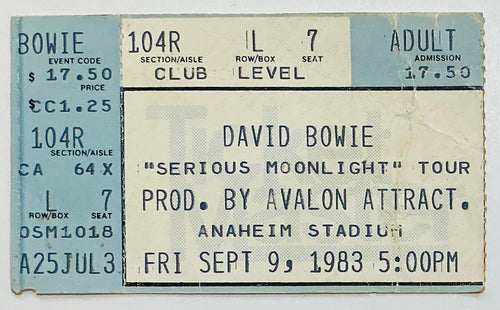 BOWIE
EVENT CODE
$ 17.50
PRICE
$CC1.25
104R
SECTION/AISLE
CA 64X
L 7
ROW/BOX SEAT
OSM1018
A25JUL3
104R L 7 ADULT
SECTION/AISLE ROW/BOX SEAT ADMISSION
CLUB LEVEL 17.50
DAVID BOWIE
"SERIOUS MOONLIGHT" TOUR
PROD. BY AVALON ATTRACT.
ANAHEIM STADIUM
FRI SEPT 9, 1983 5:00PM